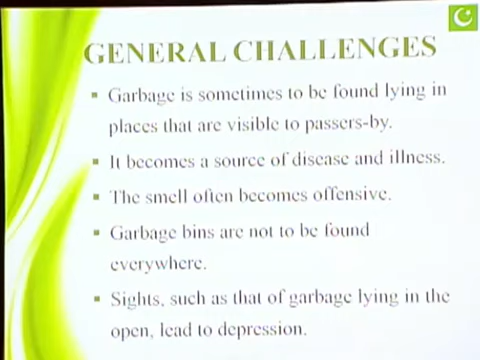 GENERAL CHALLENGES
▪ Garbage is sometimes to be found lying in
places that are visible to passers-by.
▪ It becomes a source of disease and illness.
▪ The smell often becomes offensive.
▪ Garbage bins are not to be found
everywhere.
▪ Sights, such as that of garbage lying in the
open, lead to depression.